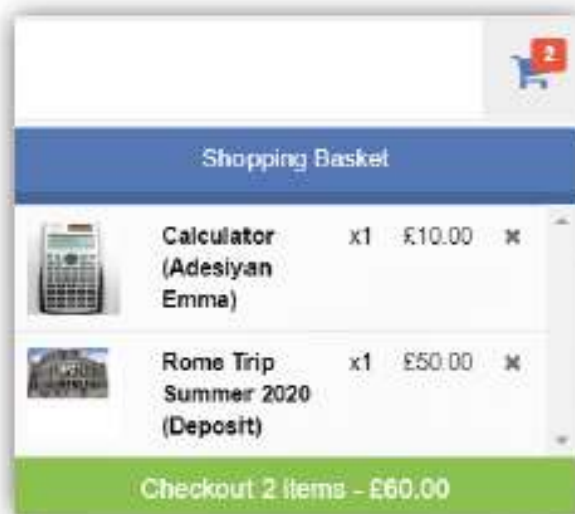 2
Shopping Basket
Calculator x1 £10.00 ✖
(Adesiyan
Emma)
Rome Trip x1 £50.00 ✖
Summer 2020
(Deposit)
Checkout 2 items - £60.00